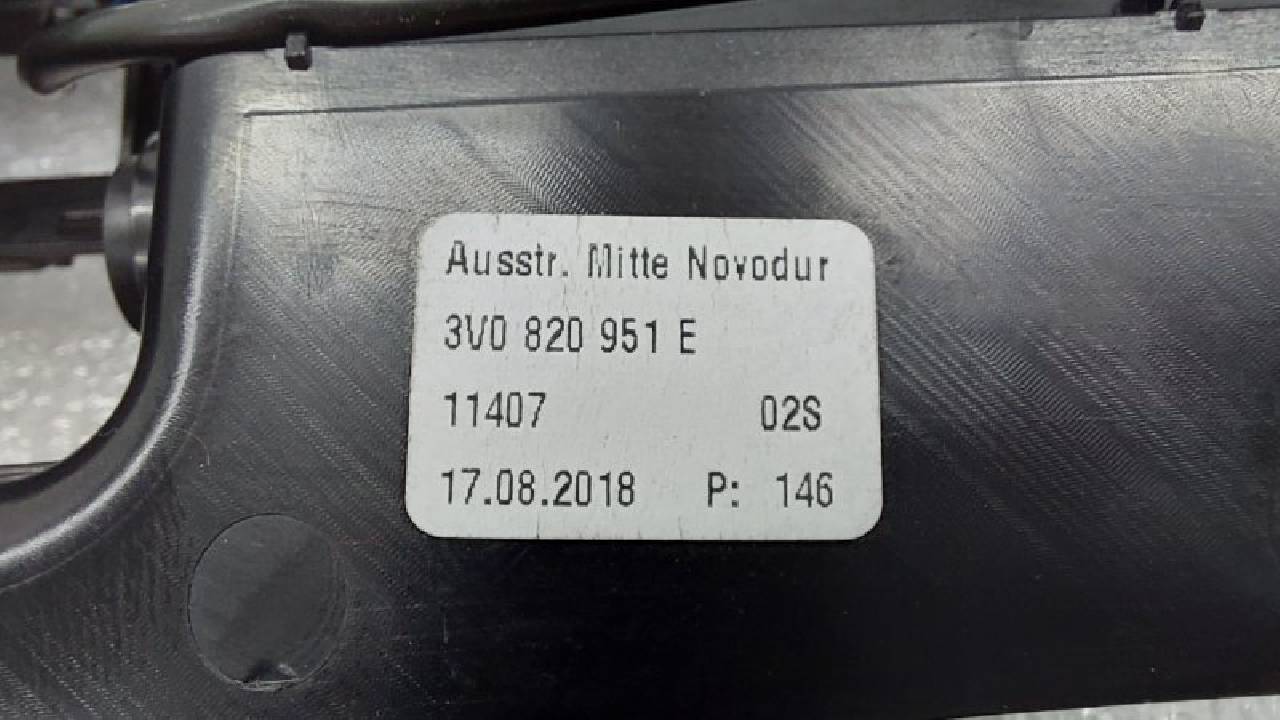 Ausstr. Mitte Novodur
3V0 820 951 E
11407 02S
17.08.2018 P: 146